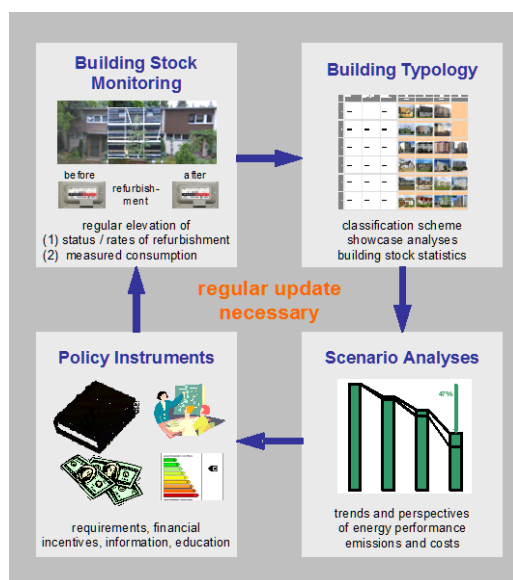 Building Stock
Monitoring
before
after
refurbish-
ment
regular elevation of
(1) status / rates of refurbishment
(2) measured consumption
Building Typology
classification scheme
showcase analyses
building stock statistics
regular update
necessary
Policy Instruments
requirements, financial
incentives, information, education
Scenario Analyses
47%
trends and perspectives
of energy performance
emissions and costs